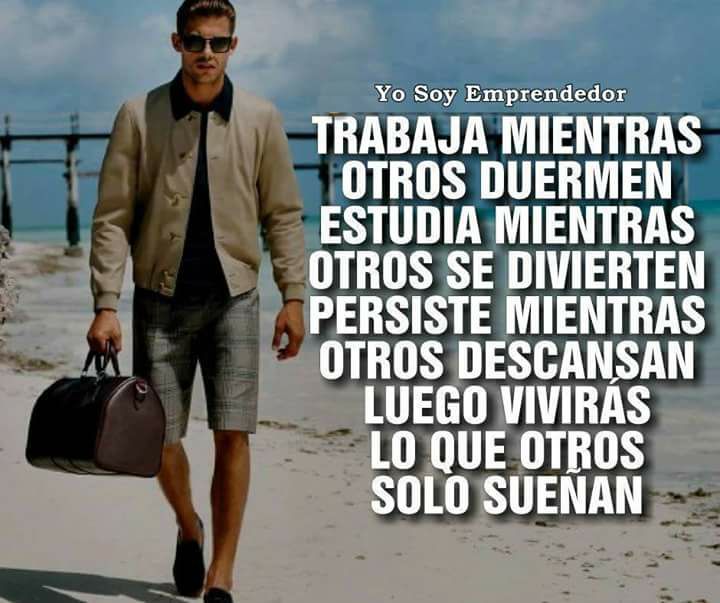 Yo Soy Emprendedor
TRABAJA MIENTRAS
OTROS DUERMEN
ESTUDIA MIENTRAS
OTROS SE DIVIERTEN
PERSISTE MIENTRAS
OTROS DESCANSAN
LUEGO VIVIRÁS
LO QUE OTROS
SOLO SUEÑAN